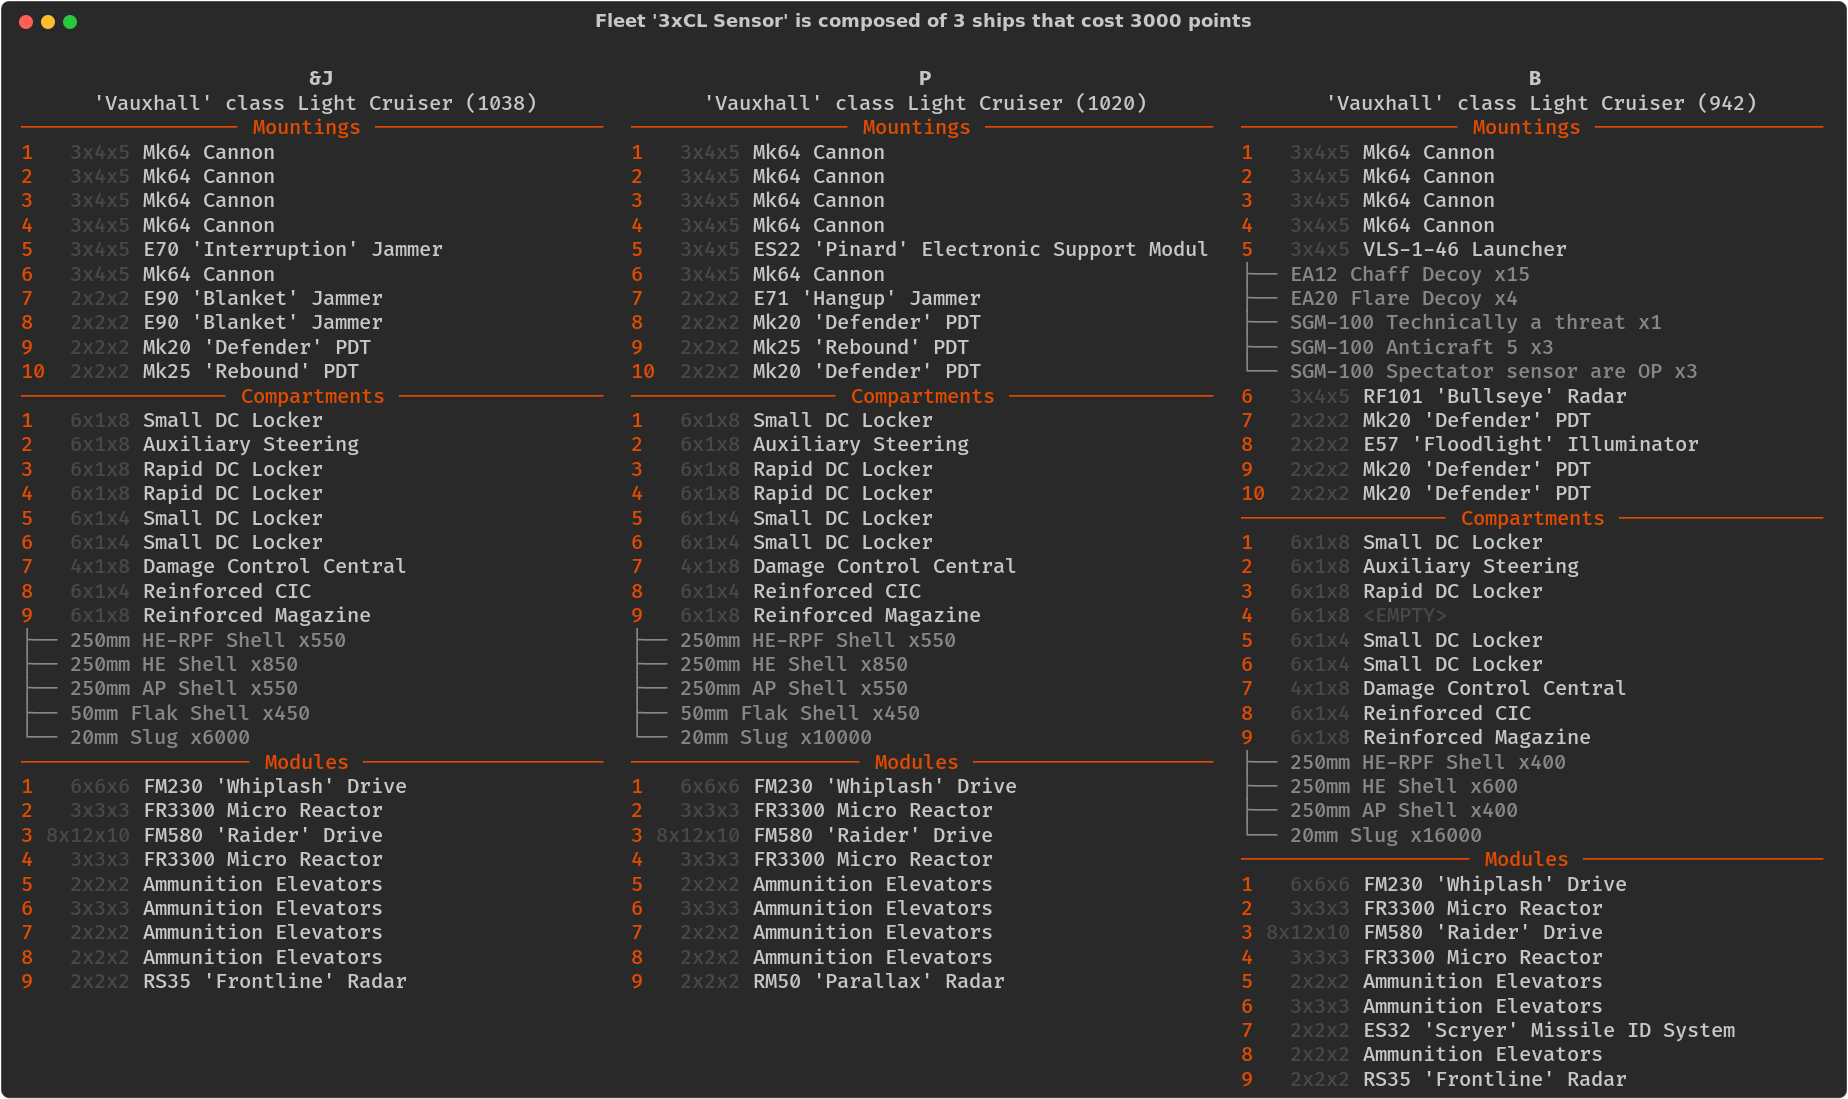 Fleet '3xCL Sensor' is composed of 3 ships that cost 3000 points
&J
'Vauxhall' class Light Cruiser (1038)
Mountings
1 3x4x5 Mk64 Cannon
2 3x4x5 Mk64 Cannon
3 3x4x5 Mk64 Cannon
4 3x4x5 Mk64 Cannon
5 3x4x5 E70 'Interruption' Jammer
6 3x4x5 Mk64 Cannon
7 2x2x2 E90 'Blanket' Jammer
8 2x2x2 E90 'Blanket' Jammer
9 2x2x2 Mk20 'Defender' PDT
10 2x2x2 Mk25 'Rebound' PDT
Compartments
1 6x1x8 Small DC Locker
2 6x1x8 Auxiliary Steering
3 6x1x8 Rapid DC Locker
4 6x1x8 Rapid DC Locker
5 6x1x4 Small DC Locker
6 6x1x4 Small DC Locker
7 4x1x8 Damage Control Central
8 6x1x4 Reinforced CIC
9 6x1x8 Reinforced Magazine
250mm HE-RPF Shell x550
250mm HE Shell x850
250mm AP Shell x550
50mm Flak Shell x450
20mm Slug x6000
Modules
1 6x6x6 FM230 'Whiplash' Drive
2 3x3x3 FR3300 Micro Reactor
3 8x12x10 FM580 'Raider' Drive
4 3x3x3 FR3300 Micro Reactor
5 2x2x2 Ammunition Elevators
6 3x3x3 Ammunition Elevators
7 2x2x2 Ammunition Elevators
8 2x2x2 Ammunition Elevators
9 2x2x2 RS35 'Frontline' Radar
P
'Vauxhall' class Light Cruiser (1020)
Mountings
1 3x4x5 Mk64 Cannon
2 3x4x5 Mk64 Cannon
3 3x4x5 Mk64 Cannon
4 3x4x5 Mk64 Cannon
5 3x4x5 ES22 'Pinard' Electronic Support Modul
6 3x4x5 Mk64 Cannon
7 2x2x2 E71 'Hangup' Jammer
8 2x2x2 Mk20 'Defender' PDT
9 2x2x2 Mk25 'Rebound' PDT
10 2x2x2 Mk20 'Defender' PDT
Compartments
1 6x1x8 Small DC Locker
2 6x1x8 Auxiliary Steering
3 6x1x8 Rapid DC Locker
4 6x1x8 Rapid DC Locker
5 6x1x4 Small DC Locker
6 6x1x4 Small DC Locker
7 4x1x8 Damage Control Central
8 6x1x4 Reinforced CIC
9 6x1x8 Reinforced Magazine
250mm HE-RPF Shell x550
250mm HE Shell x850
250mm AP Shell x550
50mm Flak Shell x450
20mm Slug x10000
Modules
1 6x6x6 FM230 'Whiplash' Drive
2 3x3x3 FR3300 Micro Reactor
3 8x12x10 FM580 'Raider' Drive
4 3x3x3 FR3300 Micro Reactor
5 2x2x2 Ammunition Elevators
6 3x3x3 Ammunition Elevators
7 2x2x2 Ammunition Elevators
8 2x2x2 Ammunition Elevators
9 2x2x2 RM50 'Parallax' Radar
B
'Vauxhall' class Light Cruiser (942)
Mountings
1 3x4x5 Mk64 Cannon
2 3x4x5 Mk64 Cannon
3 3x4x5 Mk64 Cannon
4 3x4x5 Mk64 Cannon
5 3x4x5 VLS-1-46 Launcher
EA12 Chaff Decoy x15
EA20 Flare Decoy x4
SGM-100 Technically a threat x1
SGM-100 Anticraft 5 x3
SGM-100 Spectator sensor are OP x3
6 3x4x5 RF101 'Bullseye' Radar
7 2x2x2 Mk20 'Defender' PDT
8 2x2x2 E57 'Floodlight' Illuminator
9 2x2x2 Mk20 'Defender' PDT
10 2x2x2 Mk20 'Defender' PDT
Compartments
1 6x1x8 Small DC Locker
2 6x1x8 Auxiliary Steering
3 6x1x8 Rapid DC Locker
4 6x1x8 <EMPTY>
5 6x1x4 Small DC Locker
6 6x1x4 Small DC Locker
7 4x1x8 Damage Control Central
8 6x1x4 Reinforced CIC
9 6x1x8 Reinforced Magazine
250mm HE-RPF Shell x400
250mm HE Shell x600
250mm AP Shell x400
20mm Slug x16000
Modules
1 6x6x6 FM230 'Whiplash' Drive
2 3x3x3 FR3300 Micro Reactor
3 8x12x10 FM580 'Raider' Drive
4 3x3x3 FR3300 Micro Reactor
5 2x2x2 Ammunition Elevators
6 3x3x3 Ammunition Elevators
7 2x2x2 ES32 'Scryer' Missile ID System
8 2x2x2 Ammunition Elevators
9 2x2x2 RS35 'Frontline' Radar